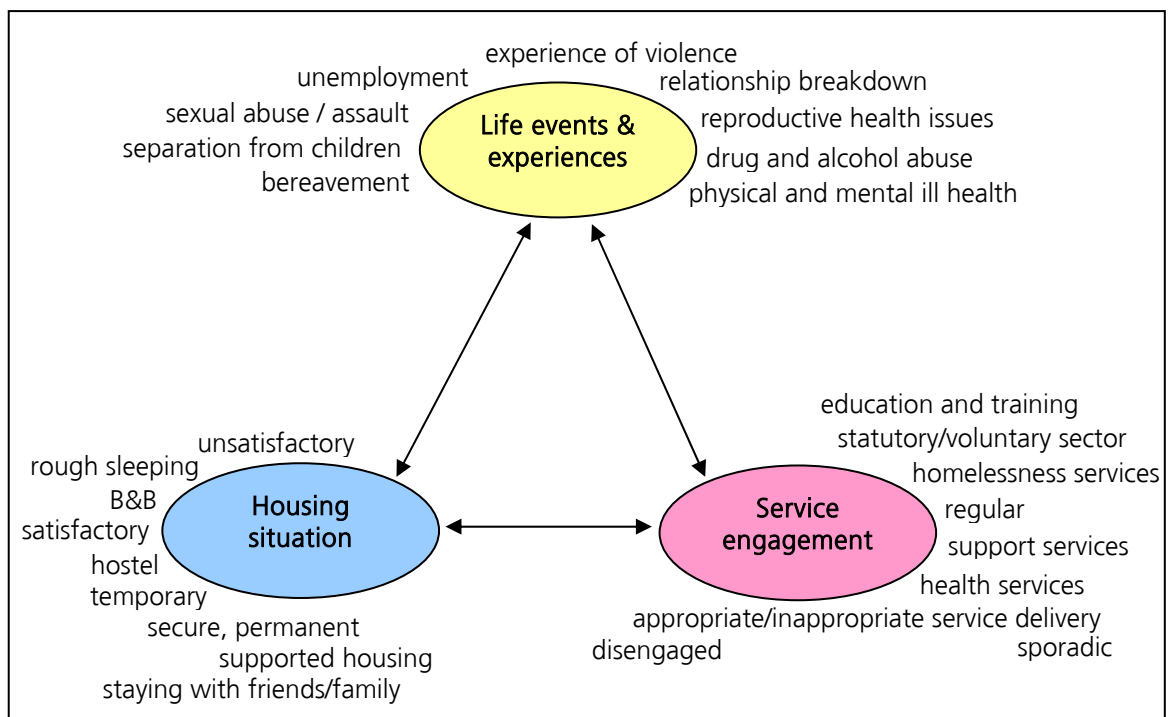 experience of violence
unemployment
relationship breakdown
sexual abuse / assault
reproductive health issues
separation from children
drug and alcohol abuse
bereavement
physical and mental ill health
Life events &
experiences
unsatisfactory
rough sleeping
B&B
satisfactory
hostel
temporary
secure, permanent
supported housing
staying with friends/family
Housing
situation
education and training
statutory/voluntary sector
homelessness services
regular
support services
health services
appropriate/inappropriate service delivery
disengaged
sporadic
Service
engagement